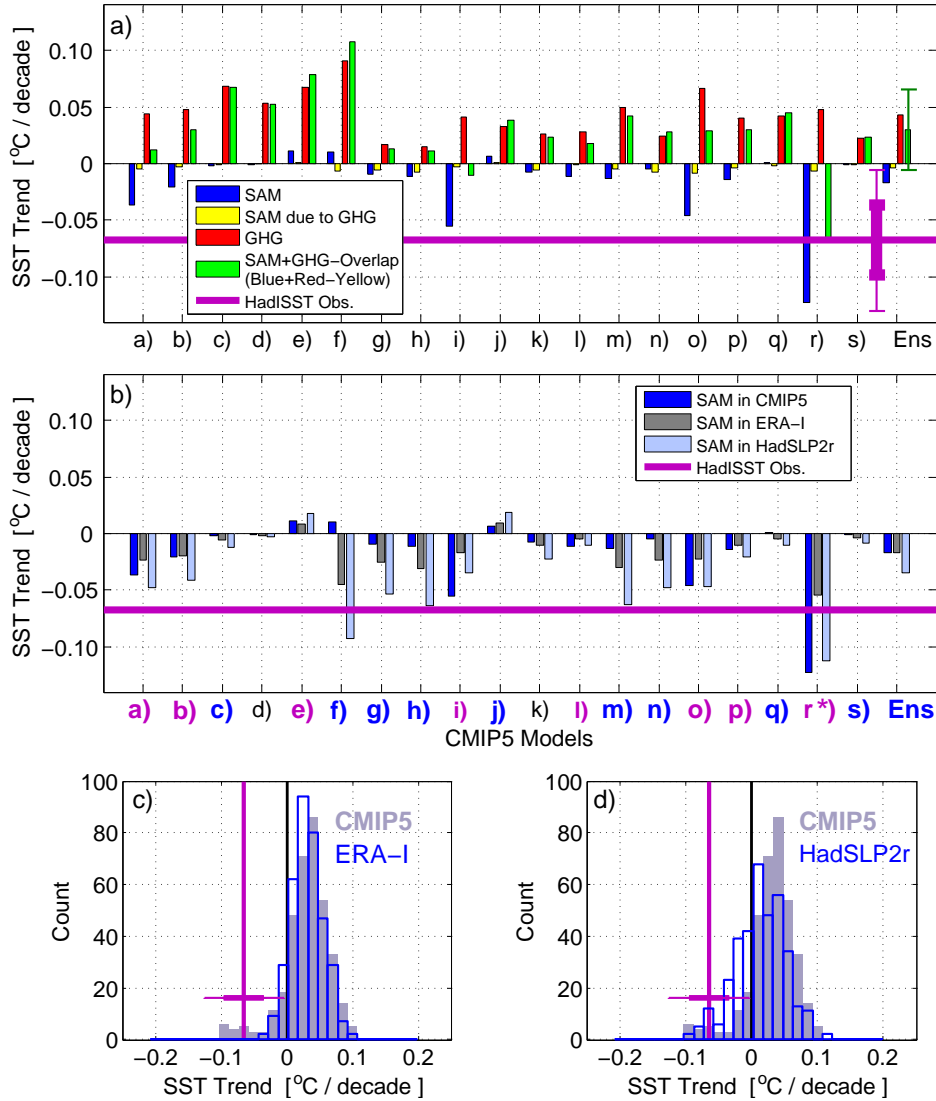 a)
SST Trend [°C / decade]
0.10
0.05
0
−0.05
−0.10
SAM
SAM due to GHG
GHG
SAM+GHG−Overlap
(Blue+Red−Yellow)
HadISST Obs.
a) b) c) d) e) f) g) h) i) j) k) l) m) n) o) p) q) r) s) Ens
b)
SST Trend [°C / decade]
0.10
0.05
0
−0.05
−0.10
SAM in CMIP5
SAM in ERA−I
SAM in HadSLP2r
HadISST Obs.
a) b) c) d) e) f) g) h) i) j) k) l) m) n) o) p) q) r *) s) Ens
CMIP5 Models
c)
CMIP5
ERA−I
Count
100
80
60
40
20
0
−0.2 −0.1 0 0.1 0.2
SST Trend [°C / decade ]
d)
CMIP5
HadSLP2r
Count
100
80
60
40
20
0
−0.2 −0.1 0 0.1 0.2
SST Trend [°C / decade ]